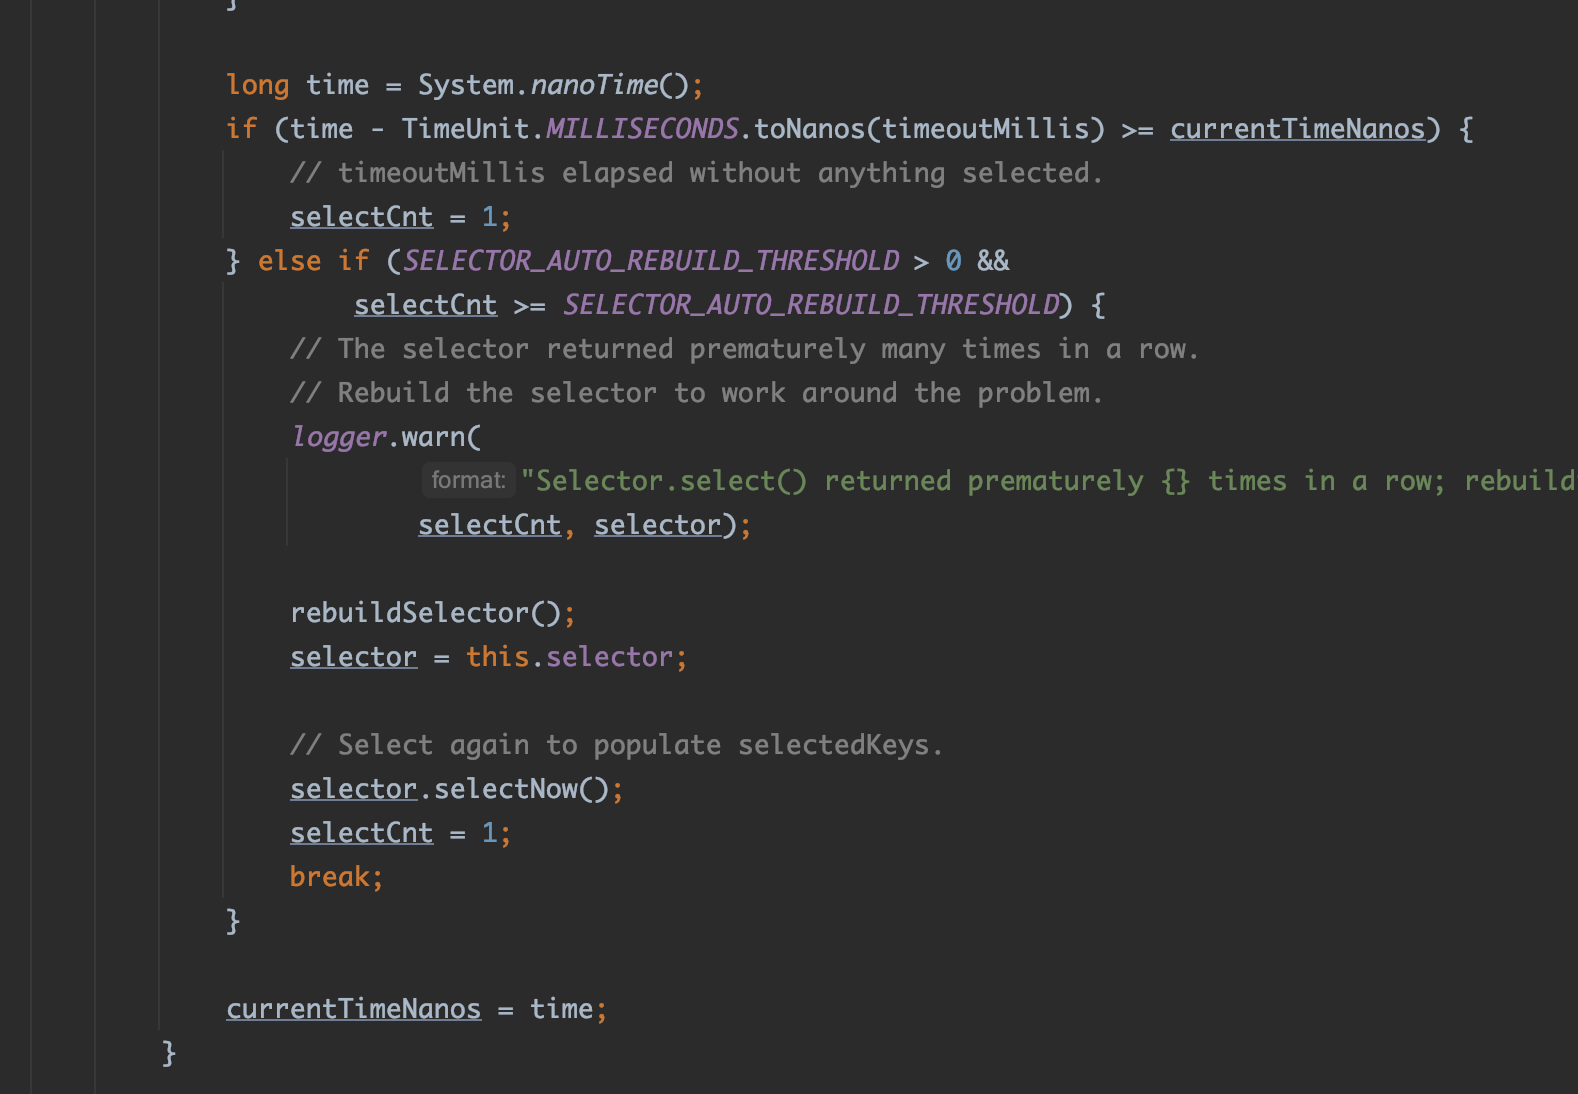 }
long time = System.nanoTime();
if (time - TimeUnit.MILLISECONDS.toNanos(timeoutMillis) >= currentTimeNanos) {
// timeoutMillis elapsed without anything selected.
selectCnt = 1;
} else if (SELECTOR_AUTO_REBUILD_THRESHOLD > 0 &&
selectCnt >= SELECTOR_AUTO_REBUILD_THRESHOLD) {
// The selector returned prematurely many times in a row.
// Rebuild the selector to work around the problem.
logger.warn(
format: "Selector.select() returned prematurely {} times in a row; rebuild
selectCnt, selector);
rebuildSelector();
selector = this.selector;
// Select again to populate selectedKeys.
selector.selectNow();
selectCnt = 1;
break;
}
currentTimeNanos = time;
}